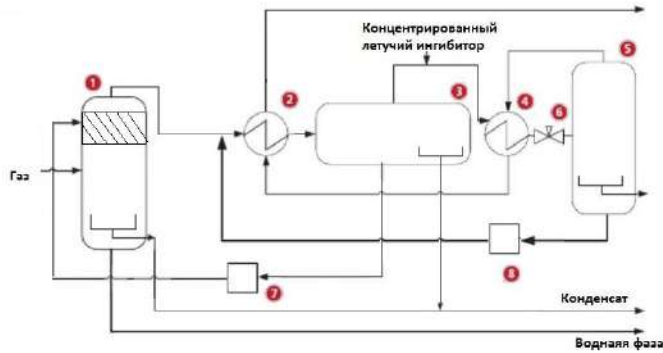 Концентрированный
летучий ингибитор
5
1
3
2
4
6
Газ
7
8
Конденсат
Водная фаза